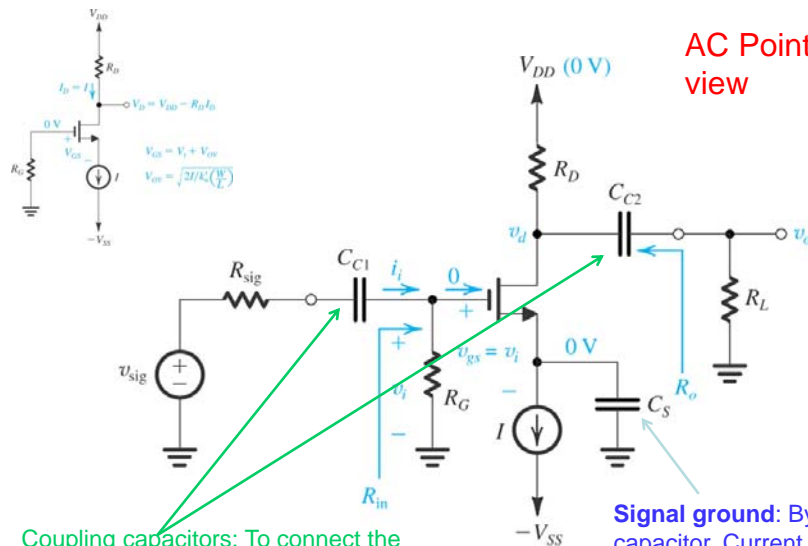 AC Point
view
V_DD
R_D
I_D = I
V_D = V_DD − R_D I_D
0 V
V_GS
R_G
I
V_GS = V_t + V_OV
V_OV = √(2I/k'_n(W/L))
−V_SS
V_DD (0 V)
R_D
C_C2
v_d
R_L
R_sig
C_C1
i_i
0
+
+
v_gs = v_i
0 V
v_sig
+
−
v_i
R_G
−
−
I
C_S
R_o
R_in
−V_SS
Coupling capacitors: To connect the
Signal ground: By
capacitor. Current